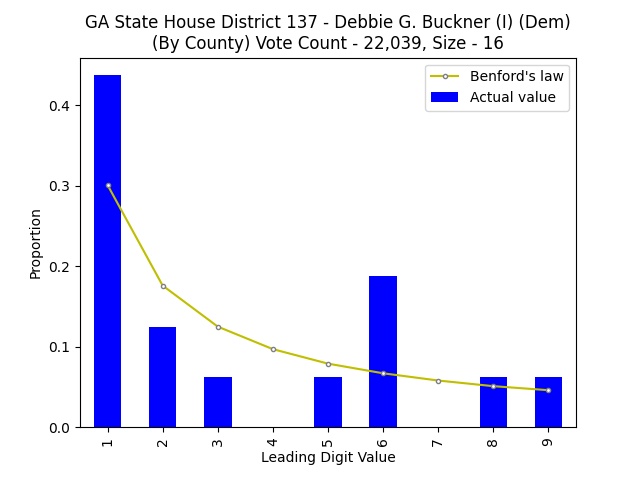 GA State House District 137 - Debbie G. Buckner (I) (Dem)
(By County) Vote Count - 22,039, Size - 16
Benford's law
Actual value
0.4
0.3
0.2
0.1
0.0
Proportion
1 2 3 4 5 6 7 8 9
Leading Digit Value